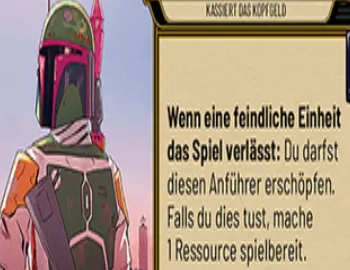 KASSIERT DAS KOPFGELD
Wenn eine feindliche Einheit
das Spiel verlässt: Du darfst
diesen Anführer erschöpfen.
Falls du dies tust, mache
1 Ressource spielbereit.